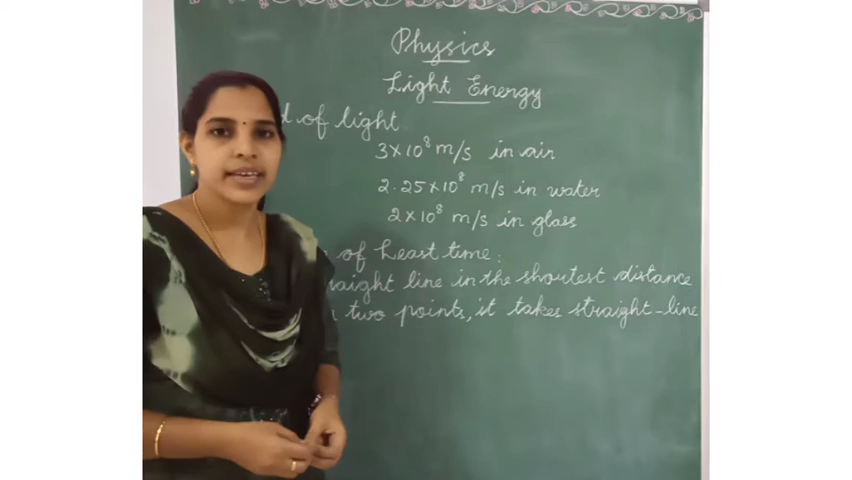 Physics
Light Energy
of light
3×10⁸ m/s in air
2.25×10⁸ m/s in water
2×10⁸ m/s in glass
of Least time:
line in the shortest distance
two points, it takes straight-line